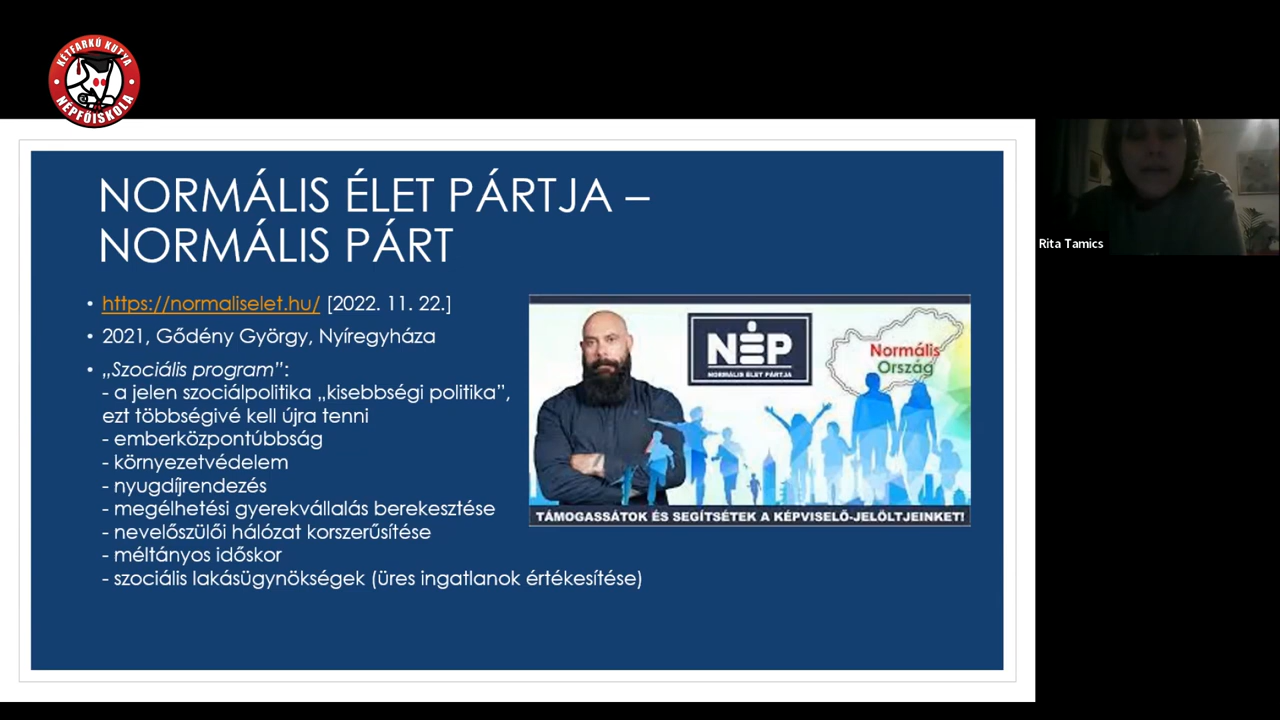 KÉTFARKÚ KUTYA
NÉPFŐISKOLA
NORMÁLIS ÉLET PÁRTJA –
NORMÁLIS PÁRT
• https://normaliselet.hu/ [2022. 11. 22.]
• 2021, Gődény György, Nyíregyháza
• „Szociális program”:
- a jelen szociálpolitika „kisebbségi politika”,
ezt többségivé kell újra tenni
- emberközpontúbbság
- környezetvédelem
- nyugdíjrendezés
- megélhetési gyerekvállalás berekesztése
- nevelőszülői hálózat korszerűsítése
- méltányos időskor
- szociális lakásügynökségek (üres ingatlanok értékesítése)
NÉP
NORMÁLIS ÉLET PÁRTJA
Normális
Ország
TÁMOGASSÁTOK ÉS SEGÍTSÉTEK A KÉPVISELŐ-JELÖLTJEINKET!
Rita Tamics